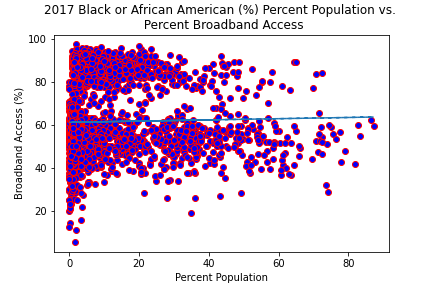 2017 Black or African American (%) Percent Population vs.
Percent Broadband Access
100
80
60
40
20
Broadband Access (%)
0
20
40
60
80
Percent Population